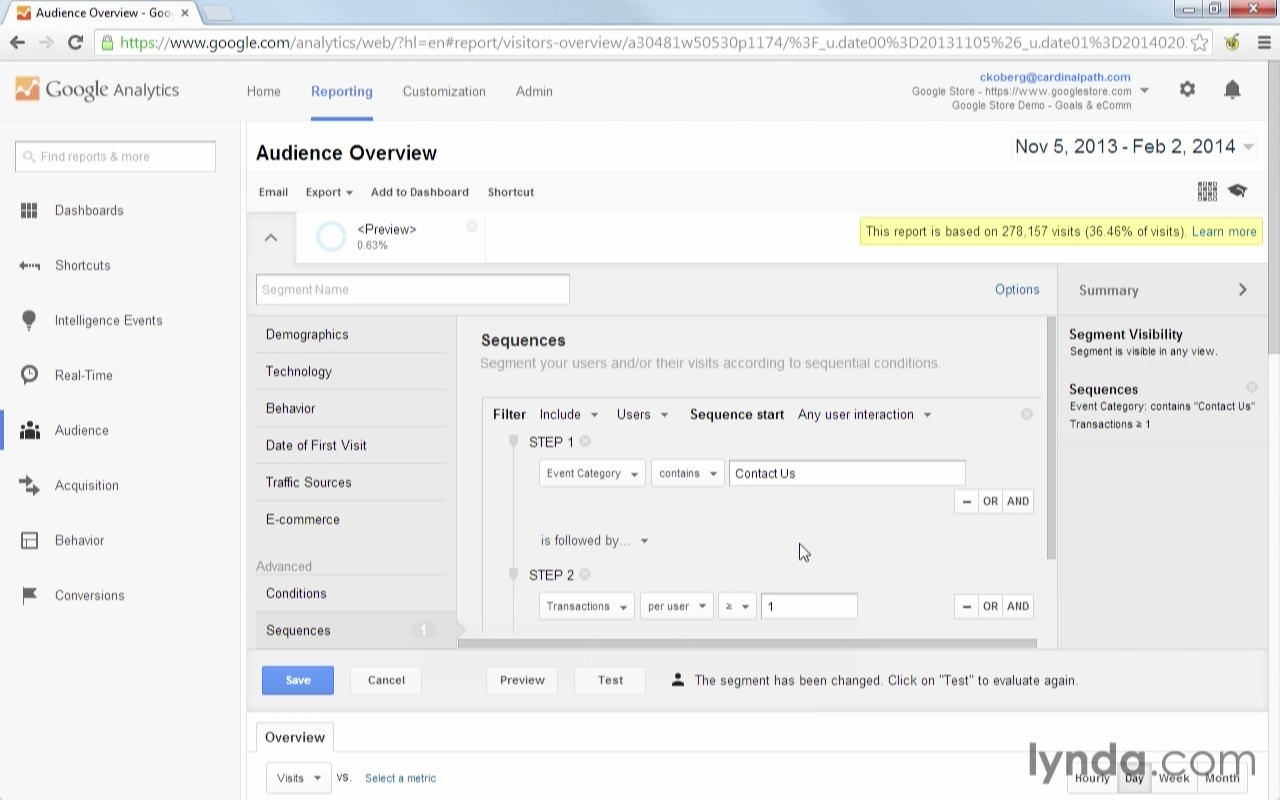 Audience Overview - Goo
https://www.google.com/analytics/web/?hl=en#report/visitors-overview/a30481w50530p1174/%3F_u.date00%3D20131105%26_u.date01%3D2014020
Google Analytics
Home Reporting Customization Admin
ckoberg@cardinalpath.com
Google Store - https://www.googlestore.com
Google Store Demo - Goals & eComm
Find reports & more
Dashboards
Shortcuts
Intelligence Events
Real-Time
Audience
Acquisition
Behavior
Conversions
Audience Overview
Nov 5, 2013 - Feb 2, 2014
Email Export Add to Dashboard Shortcut
<Preview>
0.63%
This report is based on 278,157 visits (36.46% of visits). Learn more
Segment Name
Options
Summary
Demographics
Technology
Behavior
Date of First Visit
Traffic Sources
E-commerce
Advanced
Conditions
Sequences 1
Sequences
Segment your users and/or their visits according to sequential conditions.
Filter Include Users Sequence start Any user interaction
STEP 1
Event Category contains Contact Us
– OR AND
is followed by...
STEP 2
Transactions per user ≥ 1 – OR AND
Segment Visibility
Segment is visible in any view.
Sequences
Event Category: contains "Contact Us"
Transactions ≥ 1
Save Cancel Preview Test The segment has been changed. Click on "Test" to evaluate again.
Overview
Visits VS. Select a metric
Hourly Day Week Month
lynda.com